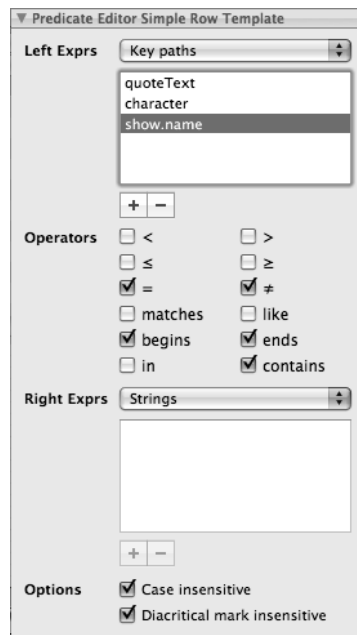 Predicate Editor Simple Row Template
Left Exprs Key paths
quoteText
character
show.name
+ −
Operators < >
≤ ≥
= ≠
matches like
begins ends
in contains
Right Exprs Strings
+ −
Options Case insensitive
Diacritical mark insensitive